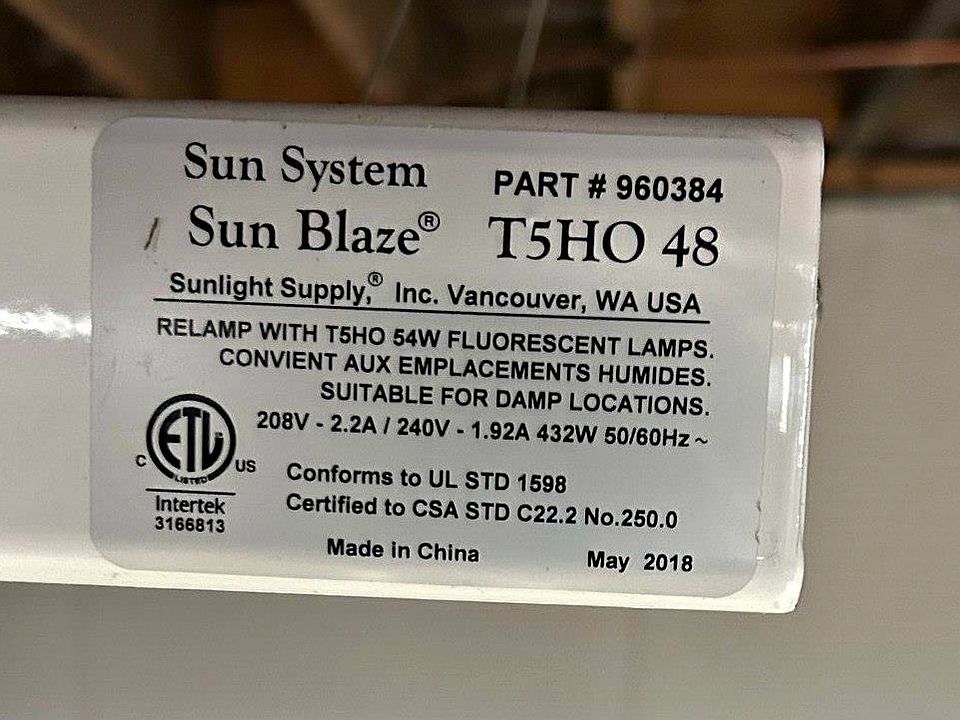 Sun System
PART # 960384
Sun Blaze® T5HO 48
Sunlight Supply,® Inc. Vancouver, WA USA
RELAMP WITH T5HO 54W FLUORESCENT LAMPS.
CONVIENT AUX EMPLACEMENTS HUMIDES.
SUITABLE FOR DAMP LOCATIONS.
208V - 2.2A / 240V - 1.92A 432W 50/60Hz ~
ETL
LISTED
C US
Intertek
3166813
Conforms to UL STD 1598
Certified to CSA STD C22.2 No.250.0
Made in China
May 2018